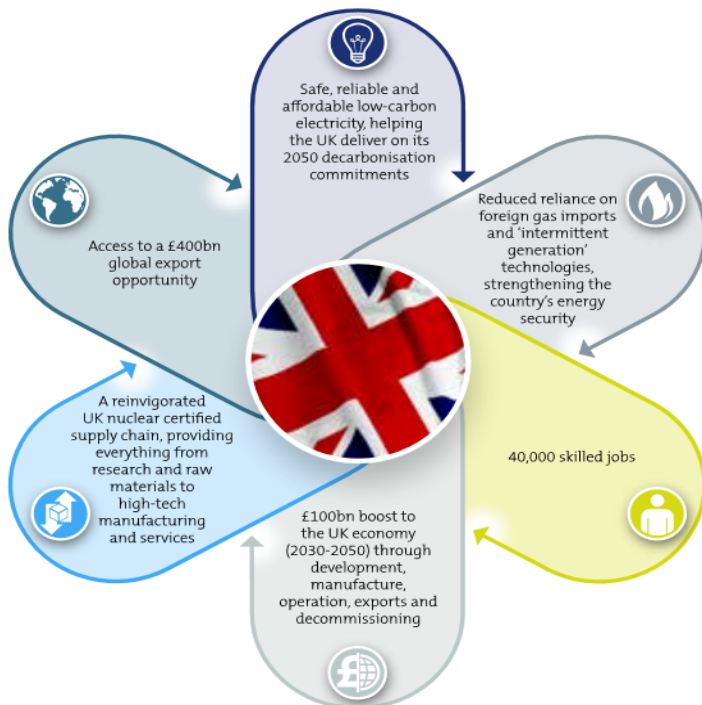 Safe, reliable and
affordable low-carbon
electricity, helping
the UK deliver on its
2050 decarbonisation
commitments
Reduced reliance on
foreign gas imports
and ‘intermittent
generation’
technologies,
strengthening the
country’s energy
security
40,000 skilled jobs
£100bn boost to
the UK economy
(2030-2050) through
development,
manufacture,
operation, exports and
decommissioning
A reinvigorated
UK nuclear certified
supply chain, providing
everything from
research and raw
materials to
high-tech
manufacturing
and services
Access to a £400bn
global export
opportunity
£